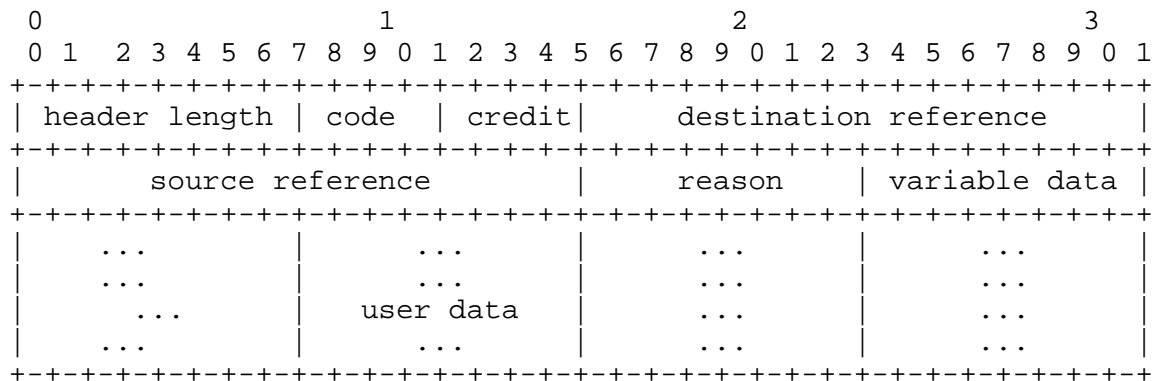 0                   1                   2                   3
0 1  2 3 4 5 6 7 8 9 0 1 2 3 4 5 6 7 8 9 0 1 2 3 4 5 6 7 8 9 0 1
+-+-+-+-+-+-+-+-+-+-+-+-+-+-+-+-+-+-+-+-+-+-+-+-+-+-+-+-+-+-+-+-+
| header length | code  | credit|     destination reference     |
+-+-+-+-+-+-+-+-+-+-+-+-+-+-+-+-+-+-+-+-+-+-+-+-+-+-+-+-+-+-+-+-+
|       source reference        |     reason    | variable data |
+-+-+-+-+-+-+-+-+-+-+-+-+-+-+-+-+-+-+-+-+-+-+-+-+-+-+-+-+-+-+-+-+
|    ...        |      ...      |      ...      |      ...      |
|    ...        |      ...      |      ...      |      ...      |
|      ...      |   user data   |      ...      |      ...      |
|    ...        |      ...      |      ...      |      ...      |
+-+-+-+-+-+-+-+-+-+-+-+-+-+-+-+-+-+-+-+-+-+-+-+-+-+-+-+-+-+-+-+-+